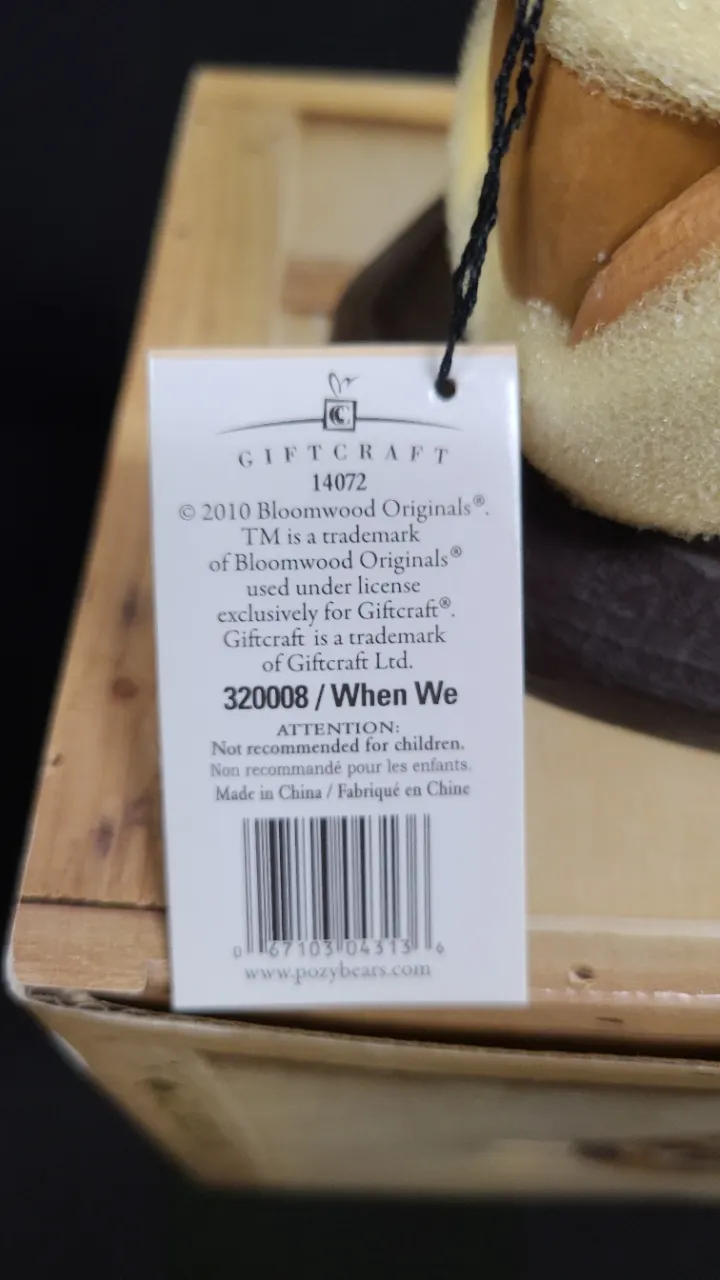 GIFTCRAFT
14072
© 2010 Bloomwood Originals®.
TM is a trademark
of Bloomwood Originals®
used under license
exclusively for Giftcraft®.
Giftcraft is a trademark
of Giftcraft Ltd.
320008 / When We
ATTENTION:
Not recommended for children.
Non recommandé pour les enfants.
Made in China / Fabriqué en Chine
0 67103 04313 6
www.pozybears.com